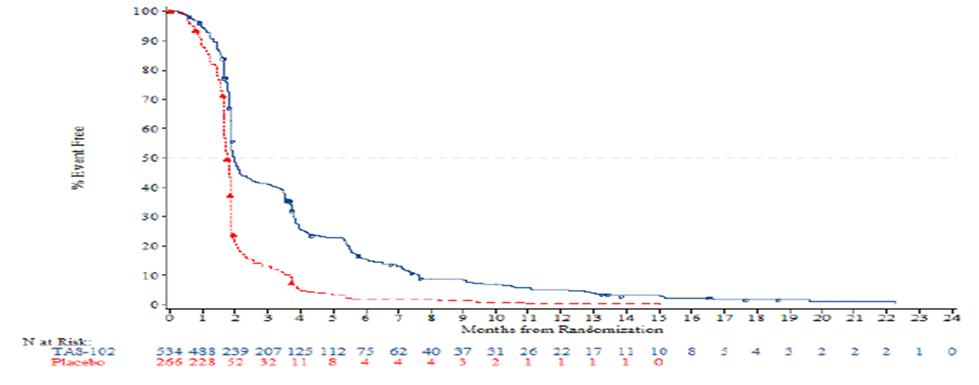 100
90
80
70
60
50
40
30
20
10
0
% Event Free
0 1 2 3 4 5 6 7 8 9 10 11 12 13 14 15 16 17 18 19 20 21 22 23 24
Months from Randomization
N at Risk:
TAS-102 534 488 239 207 125 112 75 62 40 37 31 26 22 17 11 10 8 5 4 3 2 2 2 1 0
Placebo 266 228 52 32 11 8 4 4 4 3 2 1 1 1 1 0